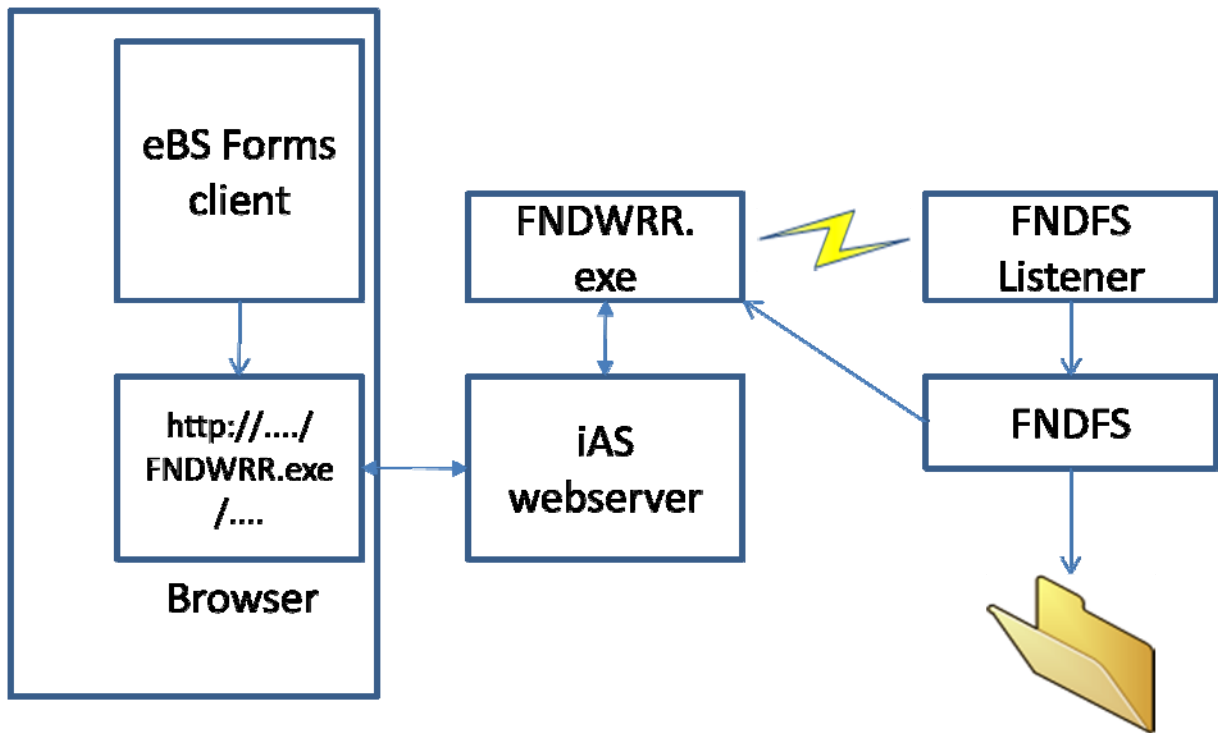 eBS Forms
client
FNDWRR.
exe
FNDFS
Listener
http://..../
FNDWRR.exe
/....
iAS
webserver
FNDFS
Browser